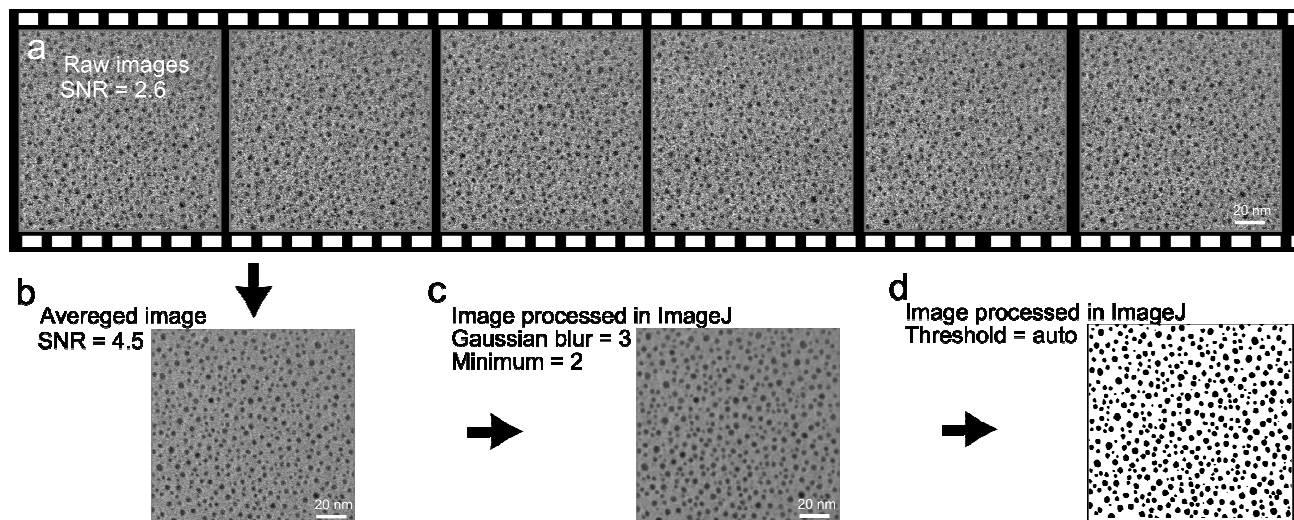 a
Raw images
SNR = 2.6
20 nm
b
Avereged image
SNR = 4.5
20 nm
c
Image processed in ImageJ
Gaussian blur = 3
Minimum = 2
20 nm
d
Image processed in ImageJ
Threshold = auto